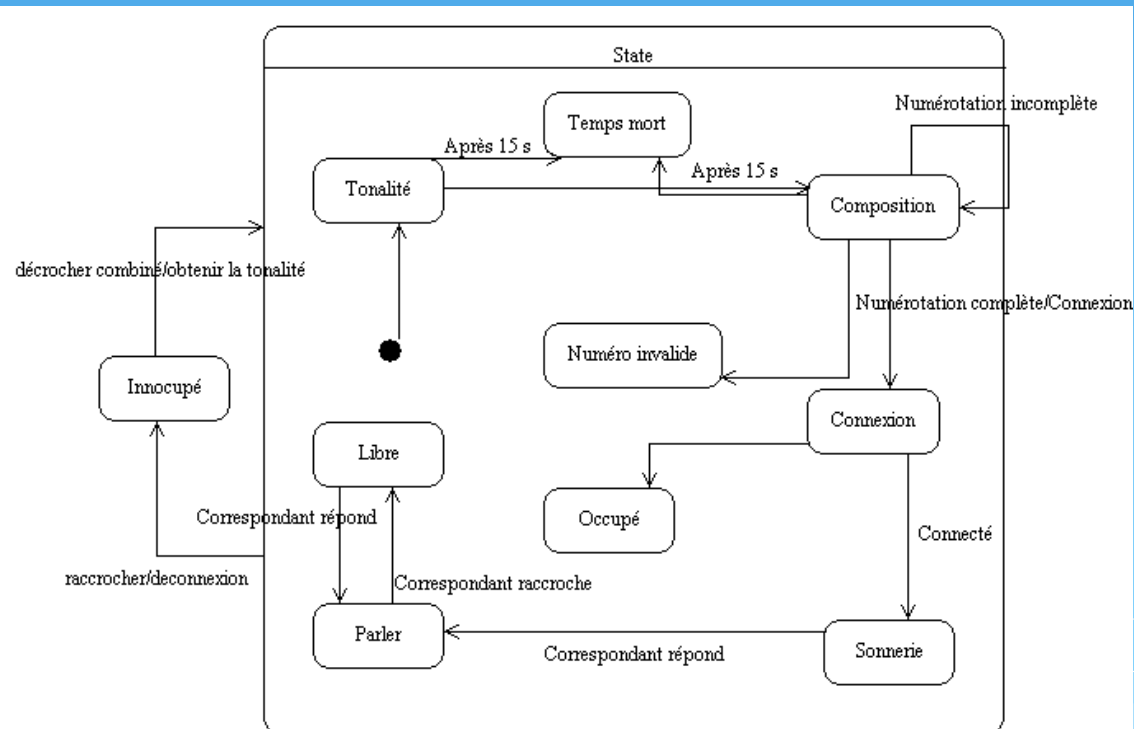 State
Numérotation incomplète
Temps mort
Après 15 s
Après 15 s
Tonalité
Composition
décrocher combiné/obtenir la tonalité
Numérotation complète/Connexion
Numéro invalide
Innocupé
Connexion
Libre
Correspondant répond
Occupé
Connecté
raccrocher/deconnexion
Correspondant raccroche
Parler
Sonnerie
Correspondant répond